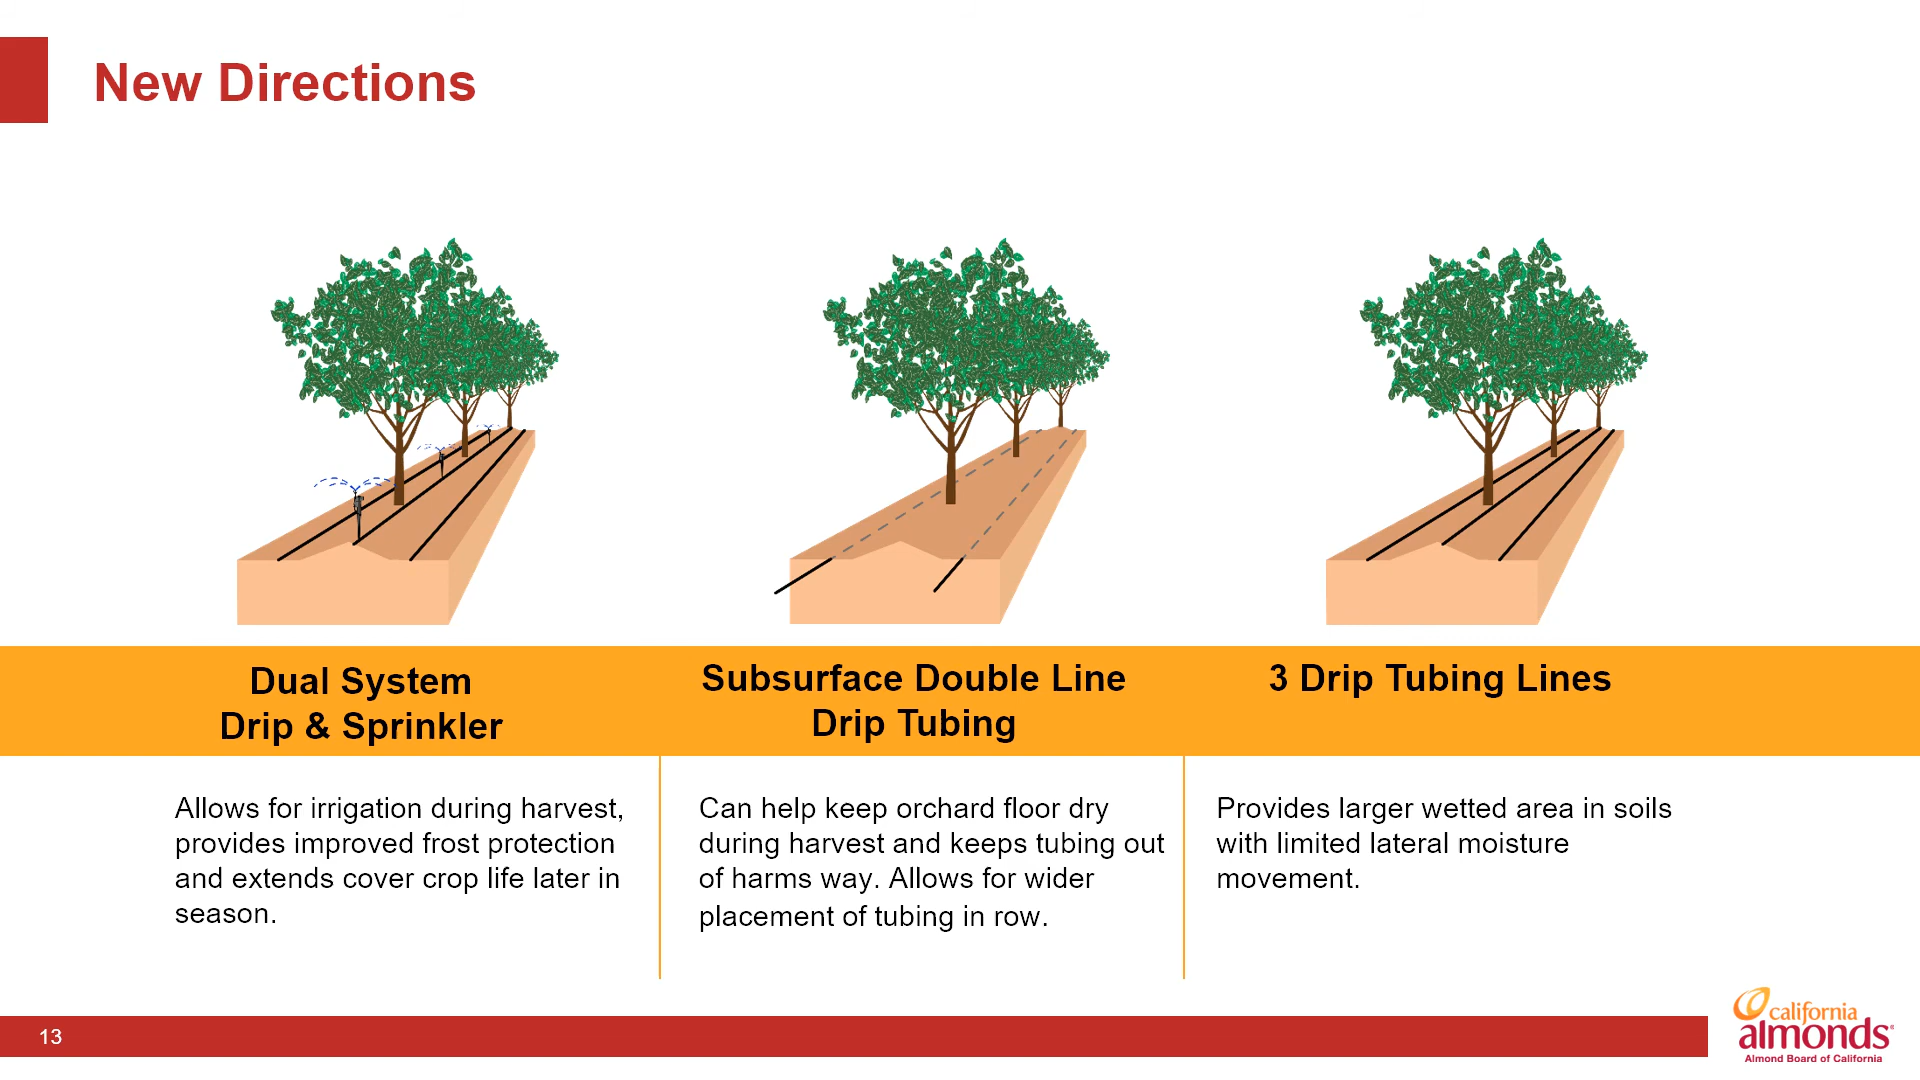 New Directions
Dual System
Drip & Sprinkler
Subsurface Double Line
Drip Tubing
3 Drip Tubing Lines
Allows for irrigation during harvest,
provides improved frost protection
and extends cover crop life later in
season.
Can help keep orchard floor dry
during harvest and keeps tubing out
of harms way. Allows for wider
placement of tubing in row.
Provides larger wetted area in soils
with limited lateral moisture
movement.
13
california
almonds®
Almond Board of California